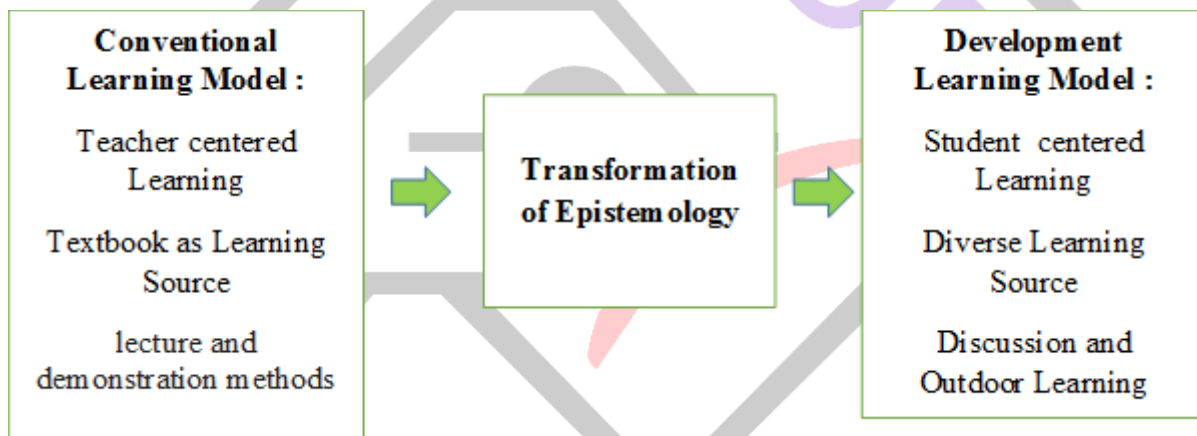 Conventional
Learning Model :
Teacher centered
Learning
Textbook as Learning
Source
lecture and
demonstration methods
Transformation
of Epistemology
Development
Learning Model :
Student centered
Learning
Diverse Learning
Source
Discussion and
Outdoor Learning